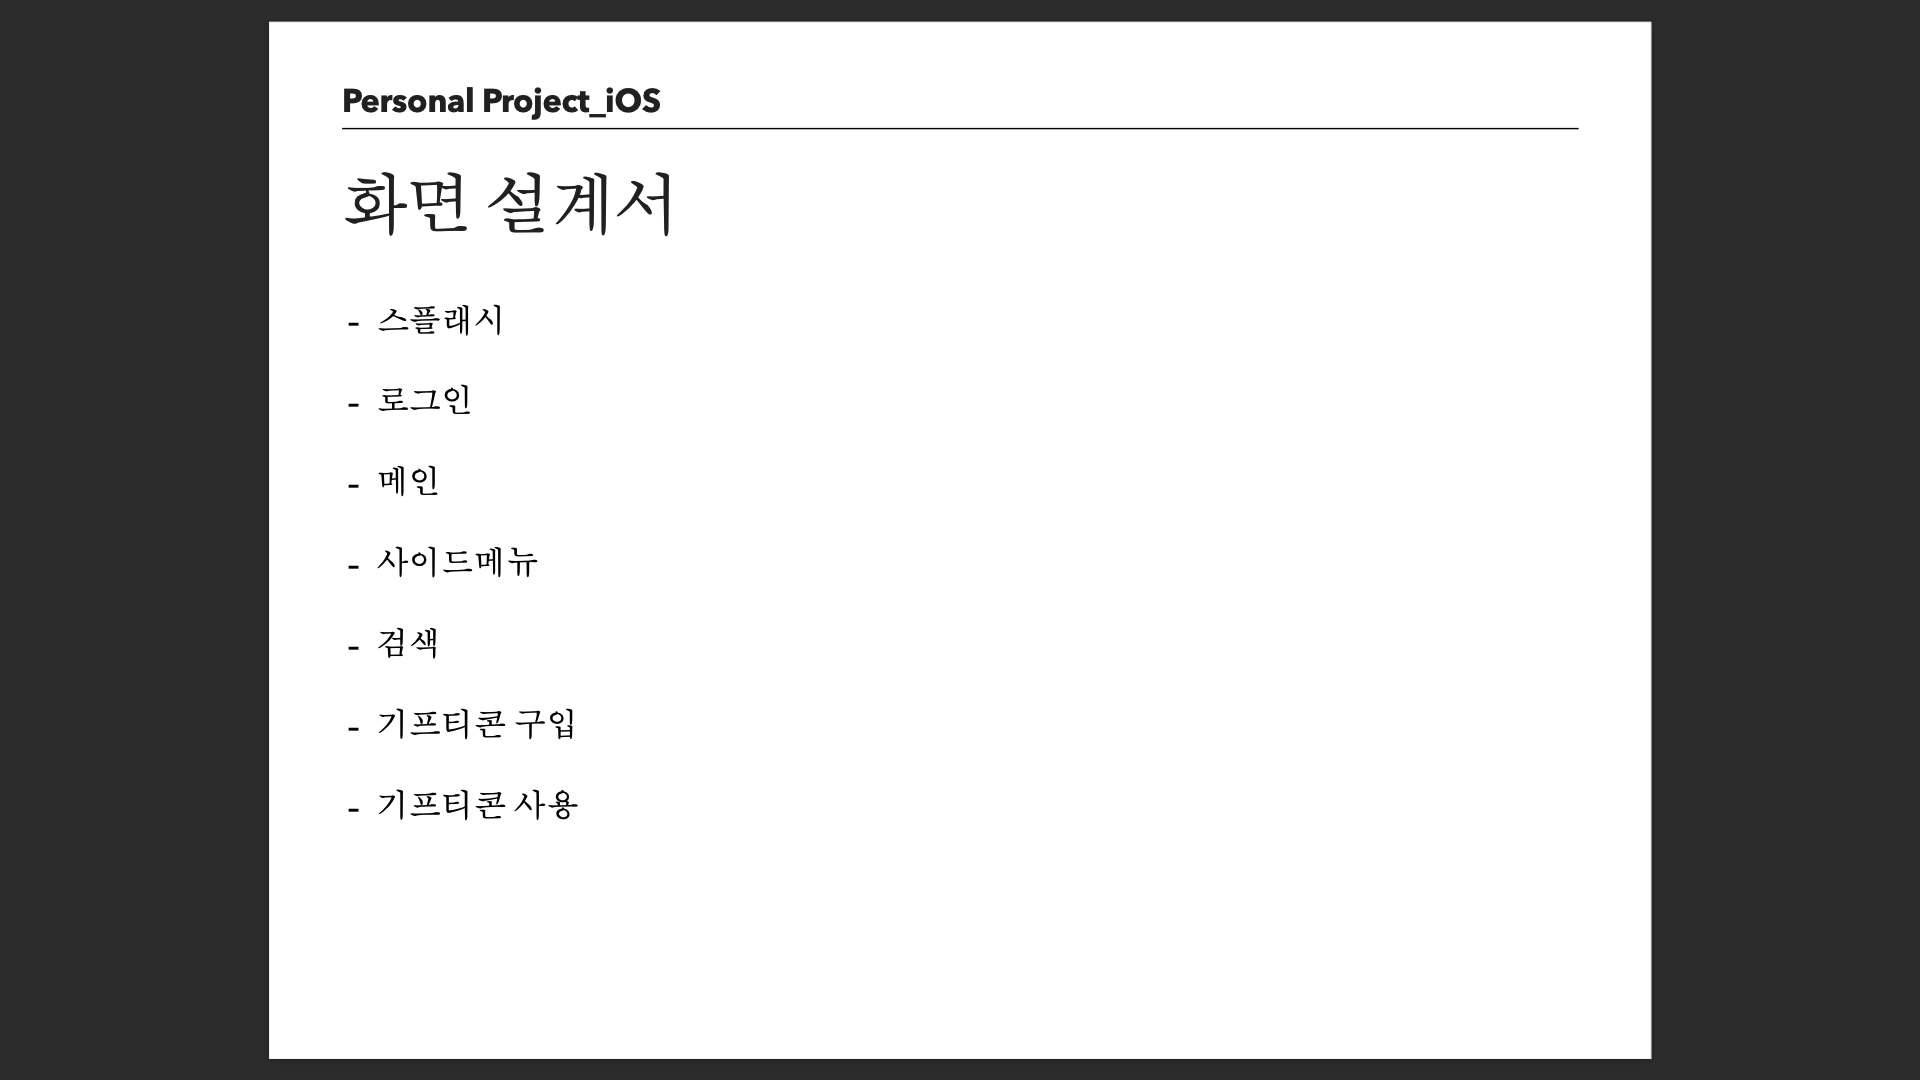 Personal Project_iOS
화면 설계서
- 스플래시
- 로그인
- 메인
- 사이드메뉴
- 검색
- 기프티콘 구입
- 기프티콘 사용